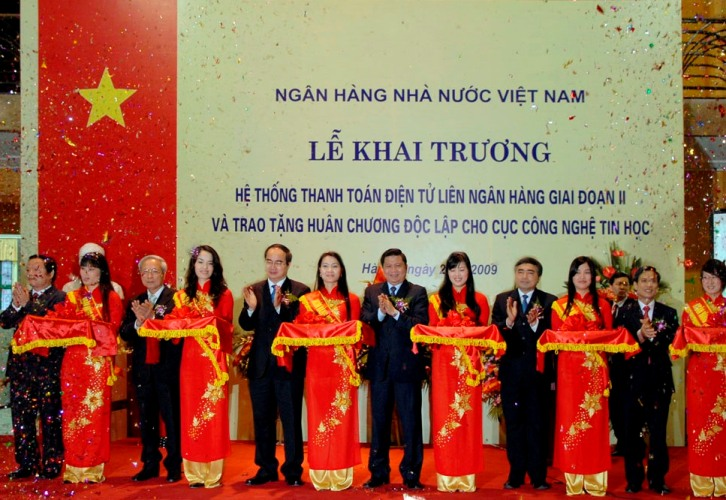 NGÂN HÀNG NHÀ NƯỚC VIỆT NAM
LỄ KHAI TRƯƠNG
HỆ THỐNG THANH TOÁN ĐIỆN TỬ LIÊN NGÂN HÀNG GIAI ĐOẠN II
VÀ TRAO TẶNG HUÂN CHƯƠNG ĐỘC LẬP CHO CỤC CÔNG NGHỆ TIN HỌC
ngày 2009